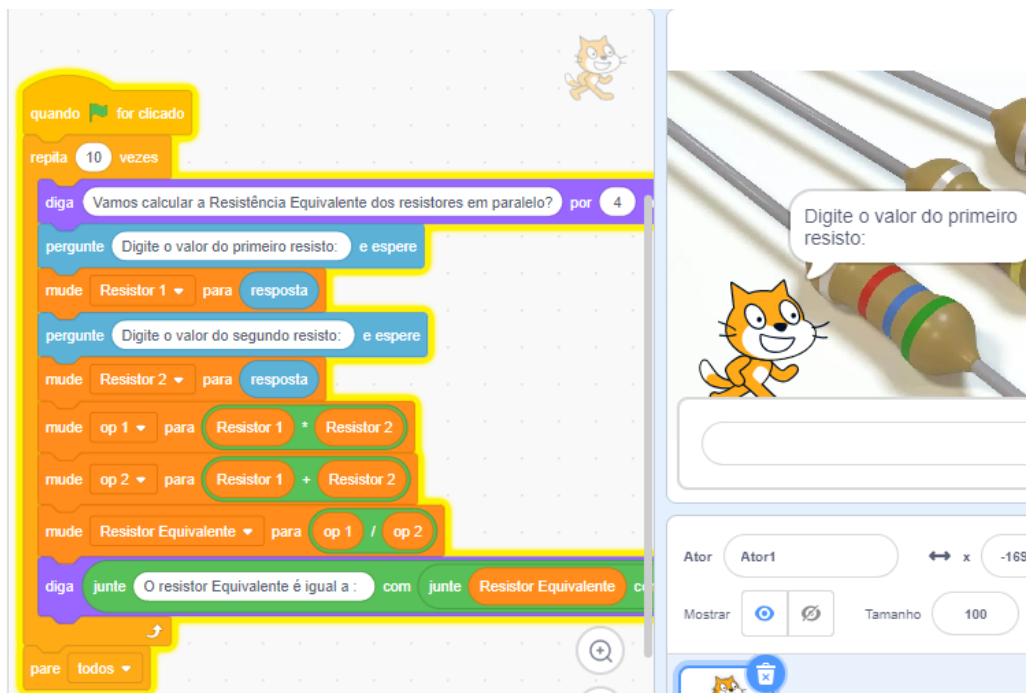 quando for clicado
repita 10 vezes
diga Vamos calcular a Resistência Equivalente dos resistores em paralelo? por 4
pergunte Digite o valor do primeiro resisto: e espere
mude Resistor 1 para resposta
pergunte Digite o valor do segundo resisto: e espere
mude Resistor 2 para resposta
mude op 1 para Resistor 1 * Resistor 2
mude op 2 para Resistor 1 + Resistor 2
mude Resistor Equivalente para op 1 / op 2
diga junte O resistor Equivalente é igual a : com junte Resistor Equivalente
pare todos
Digite o valor do primeiro
resisto:
Ator Ator1 x -169
Mostrar Tamanho 100